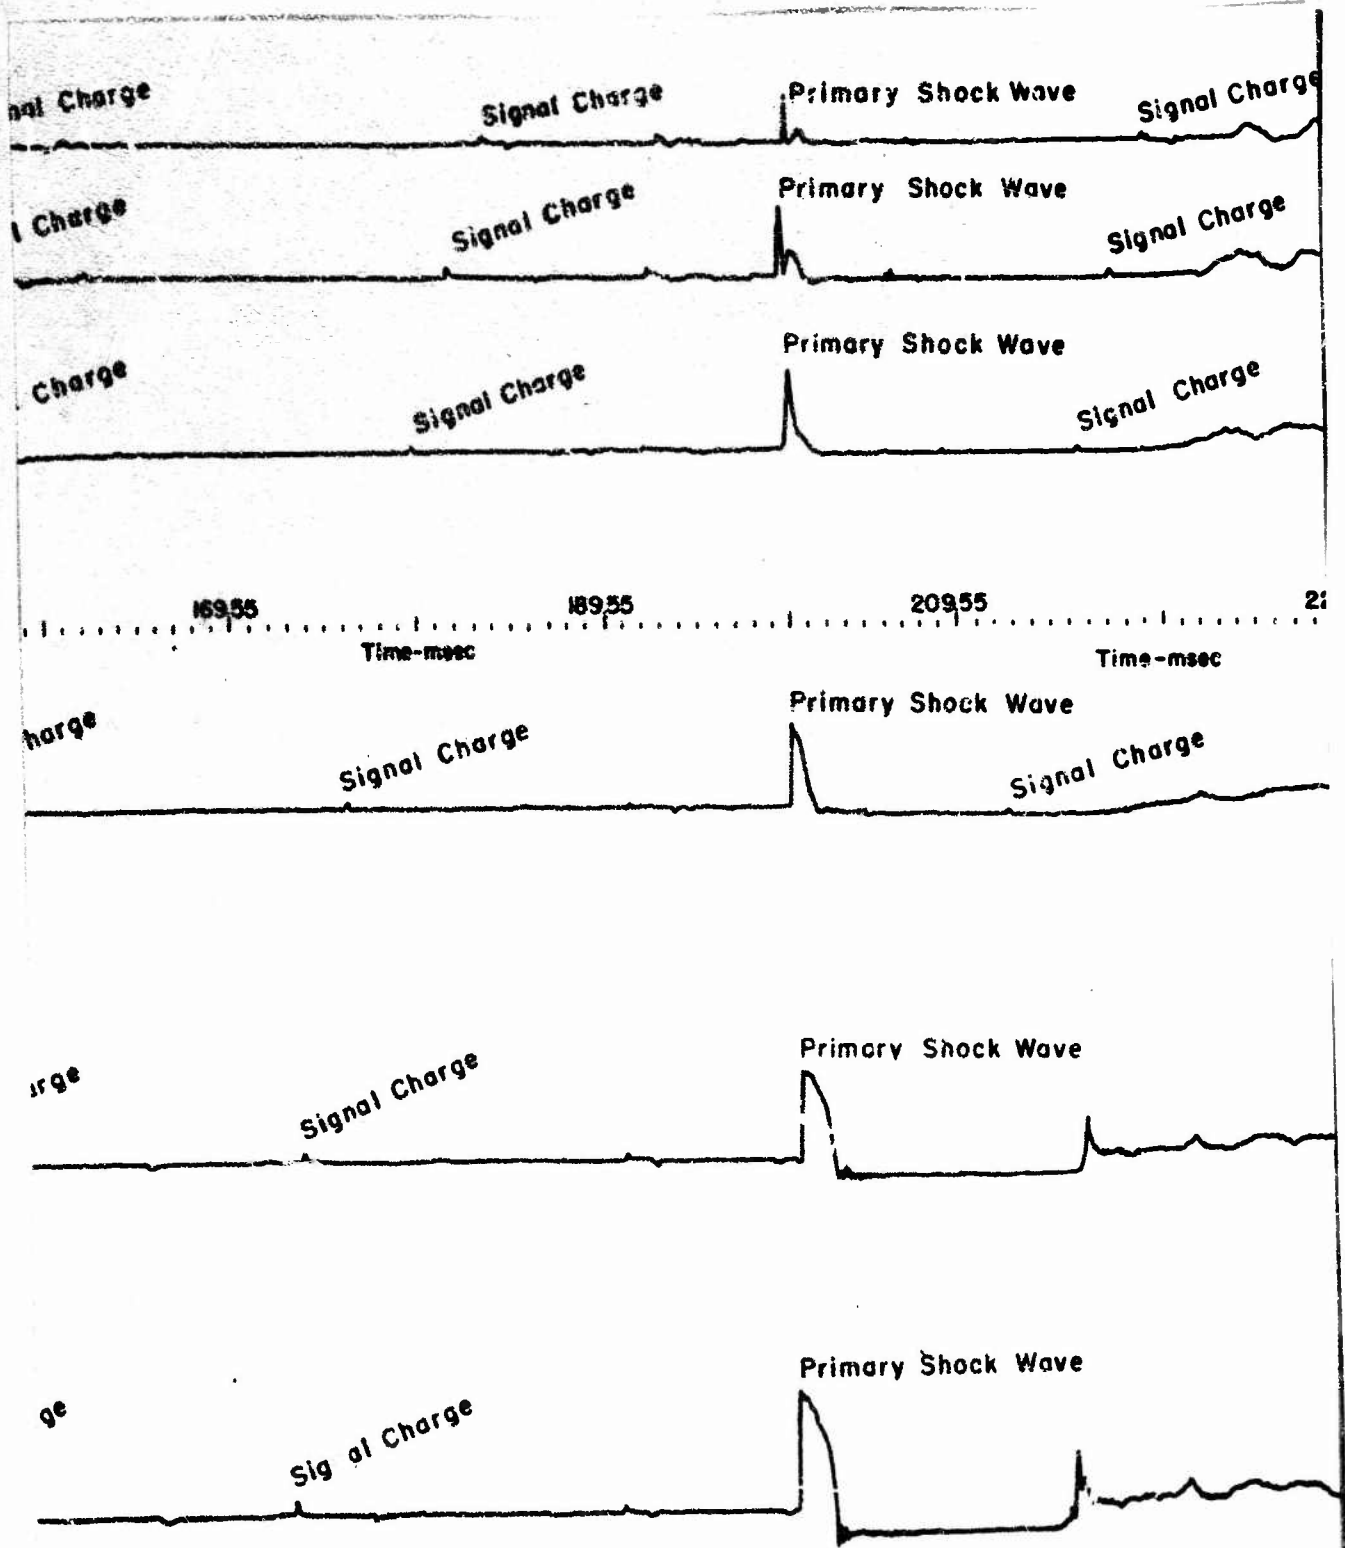 nal Charge
Signal Charge
Primary Shock Wave
Signal Charge
l Charge
Signal Charge
Primary Shock Wave
Signal Charge
Charge
Signal Charge
Primary Shock Wave
Signal Charge
169.55 189.55 209.55 22
Time-msec Time-msec
harge
Signal Charge
Primary Shock Wave
Signal Charge
arge
Signal Charge
Primary Shock Wave
ge
Sig al Charge
Primary Shock Wave